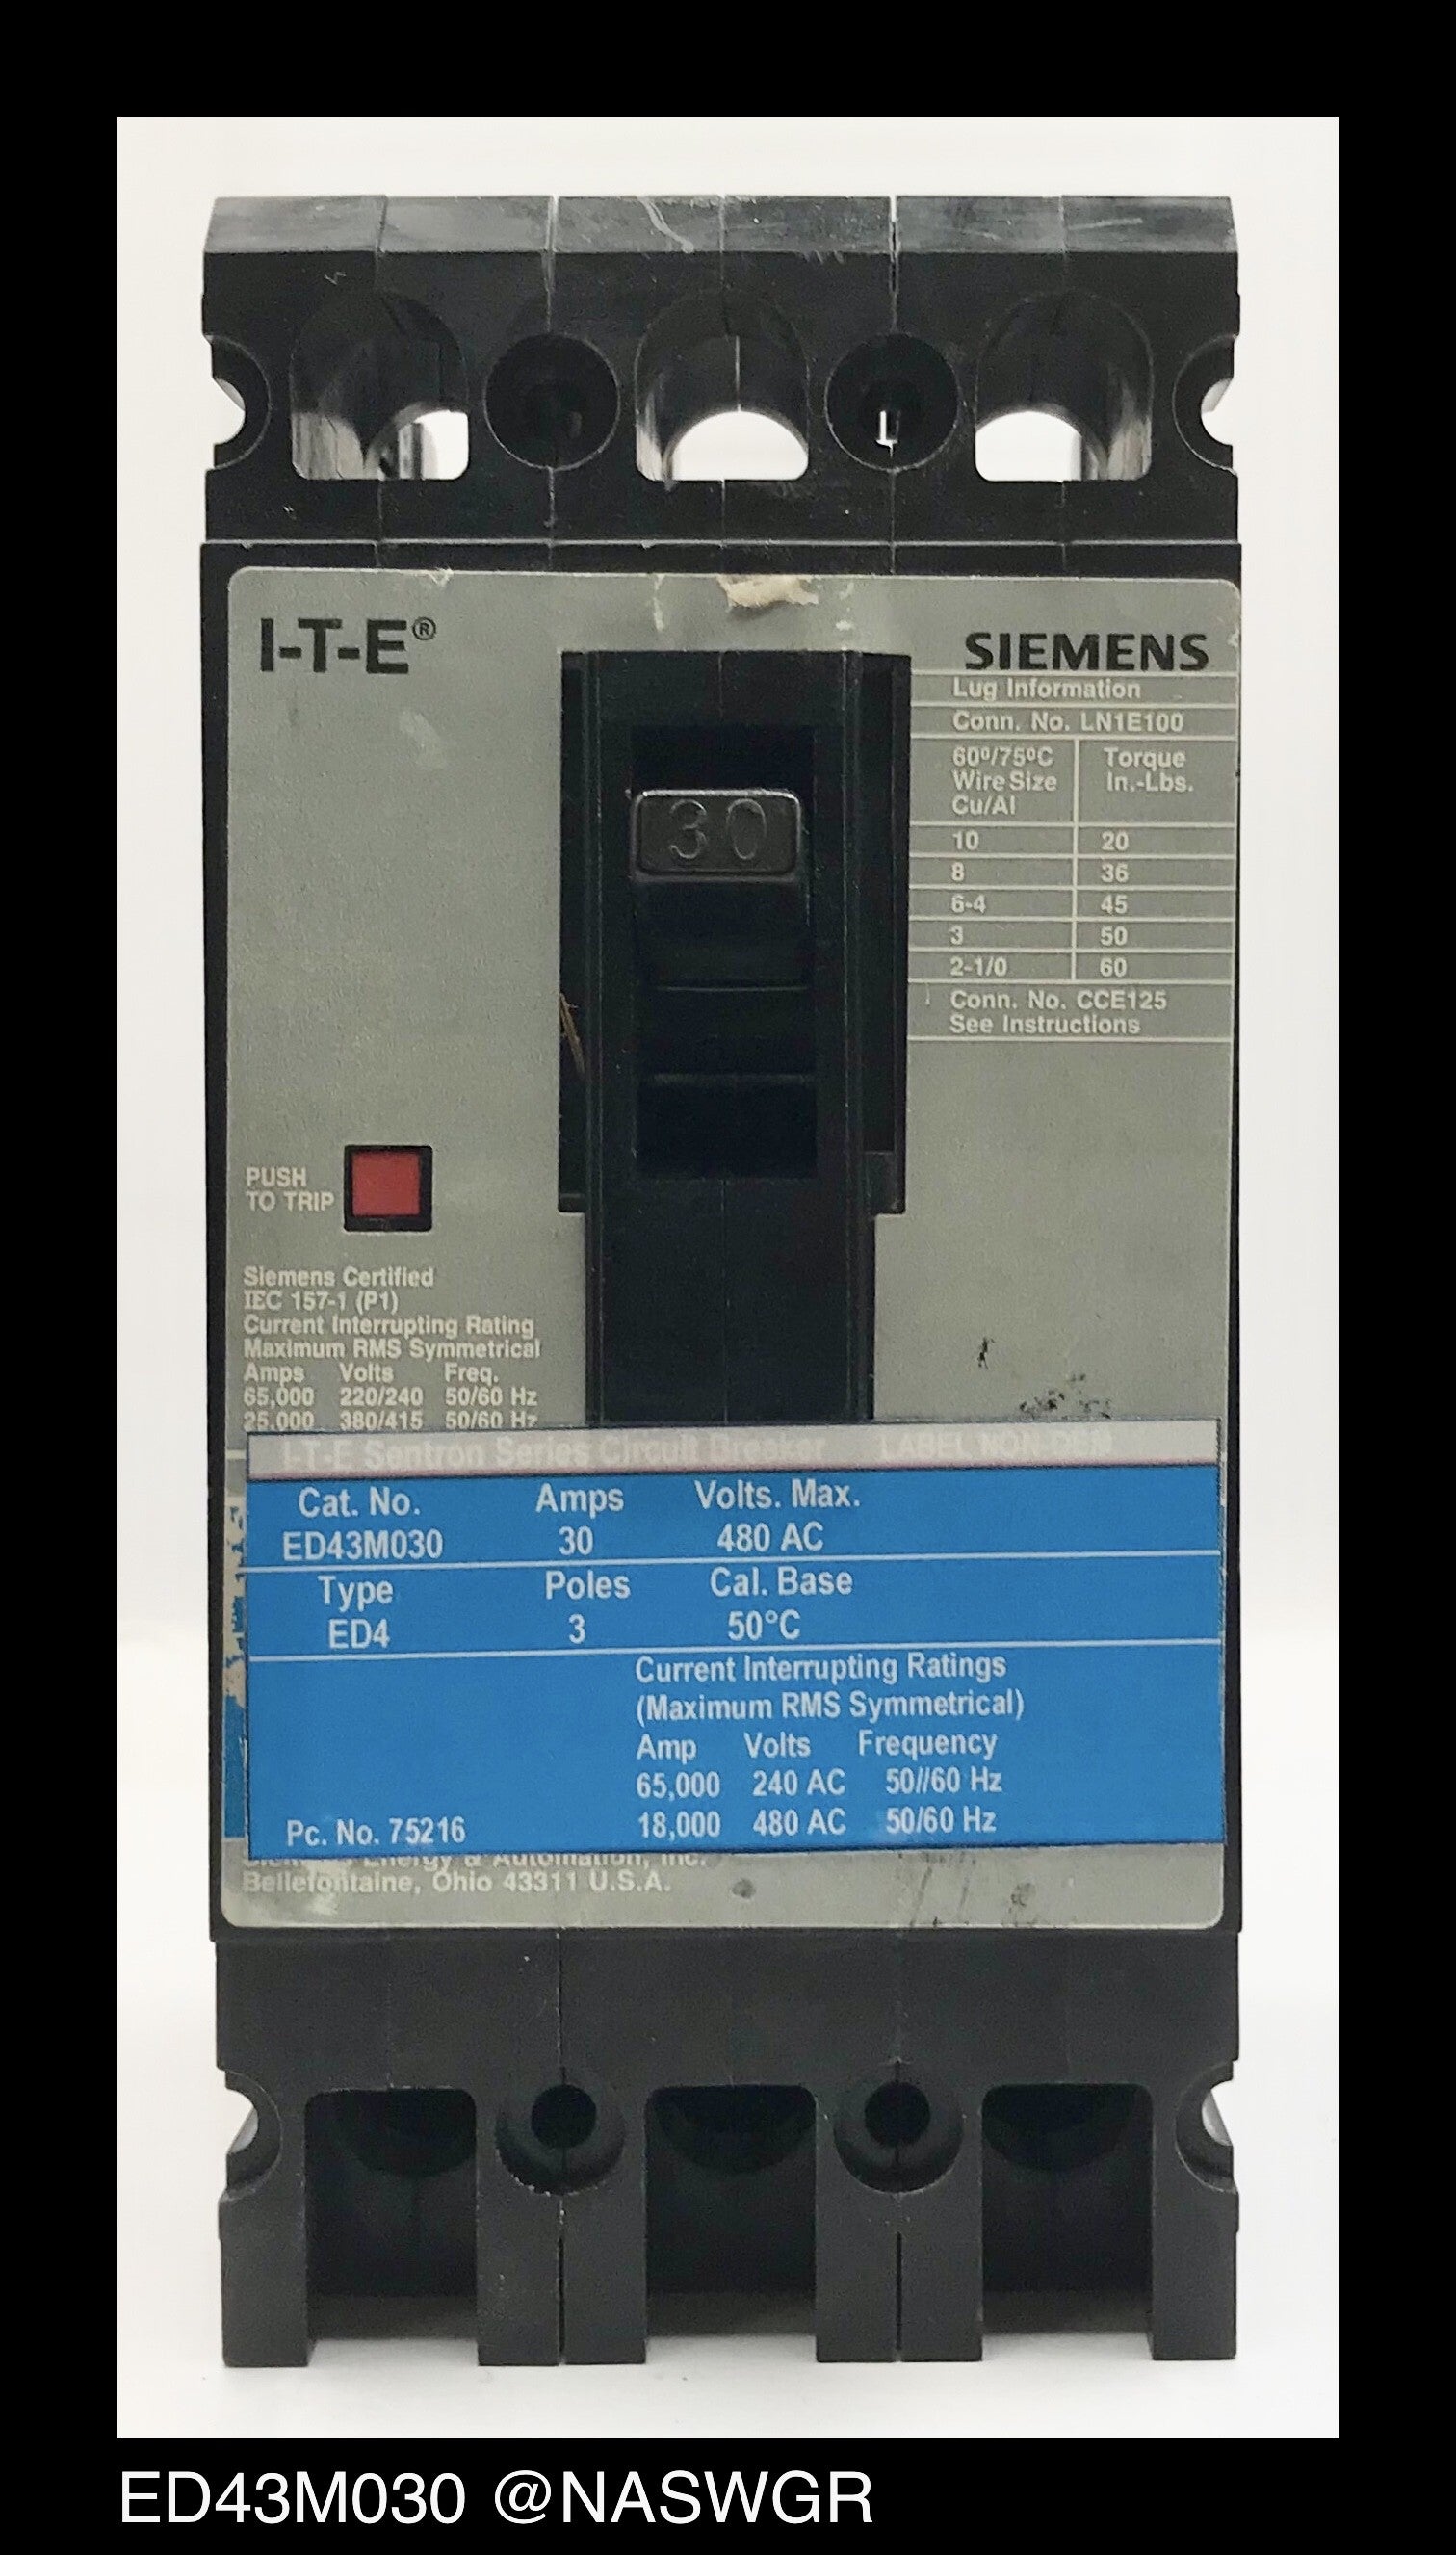 I-T-E®
SIEMENS
Lug Information
Conn. No. LN1E100
60º/75ºC Torque
Wire Size In.-Lbs.
Cu/Al
10 20
8 36
6-4 45
3 50
2-1/0 60
Conn. No. CCE125
See Instructions
30
PUSH
TO TRIP
Siemens Certified
IEC 157-1 (P1)
Current Interrupting Rating
Maximum RMS Symmetrical
Amps Volts Freq.
65,000 220/240 50/60 Hz
25,000 380/415 50/60 Hz
I-T-E Sentron Series Circuit Breaker LABEL NON-OEM
Cat. No. Amps Volts. Max.
ED43M030 30 480 AC
Type Poles Cal. Base
ED4 3 50°C
Current Interrupting Ratings
(Maximum RMS Symmetrical)
Amp Volts Frequency
65,000 240 AC 50//60 Hz
18,000 480 AC 50/60 Hz
Pc. No. 75216
Siemens Energy & Automation, Inc.
Bellefontaine, Ohio 43311 U.S.A.
ED43M030 @NASWGR